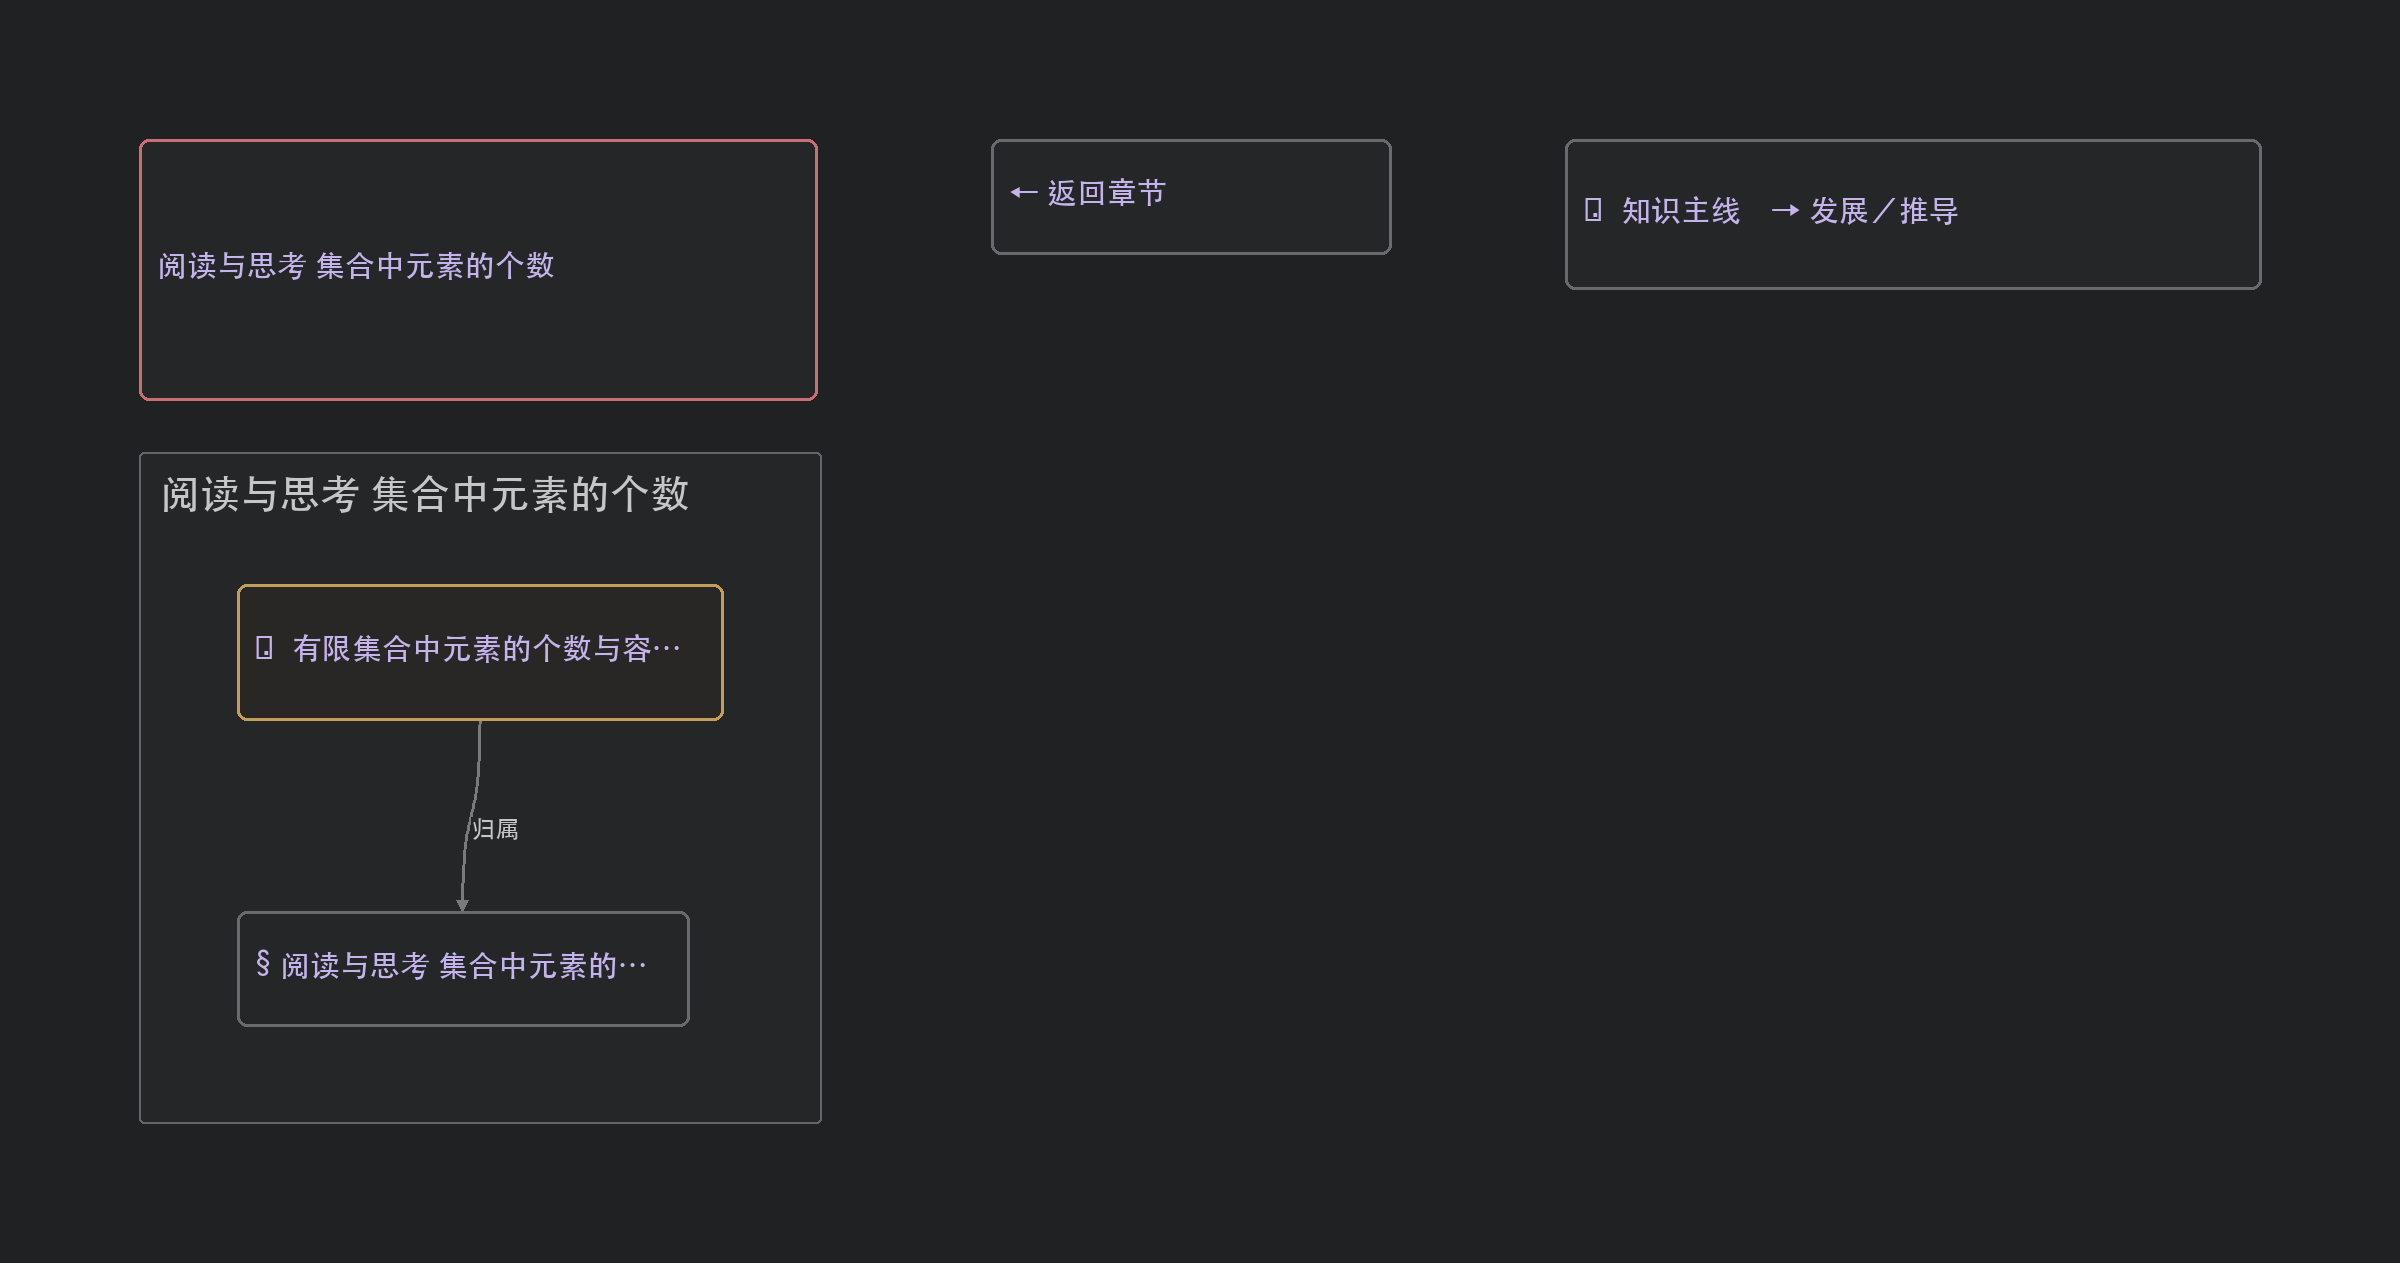 阅读与思考 集合中元素的个数
← 返回章节
知识主线 → 发展／推导
阅读与思考 集合中元素的个数
有限集合中元素的个数与容…
归属
§ 阅读与思考 集合中元素的…